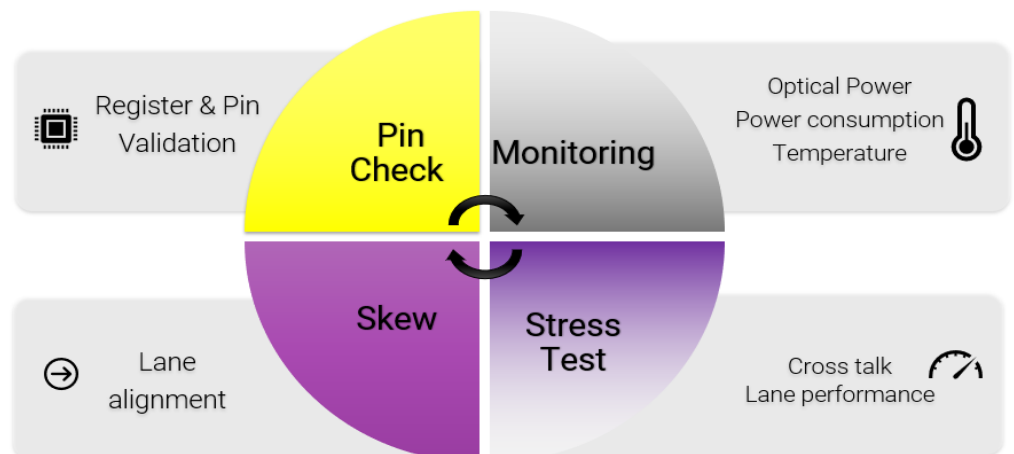 Register & Pin
Validation
Pin
Check
Monitoring
Optical Power
Power consumption
Temperature
Lane
alignment
Skew
Stress
Test
Cross talk
Lane performance